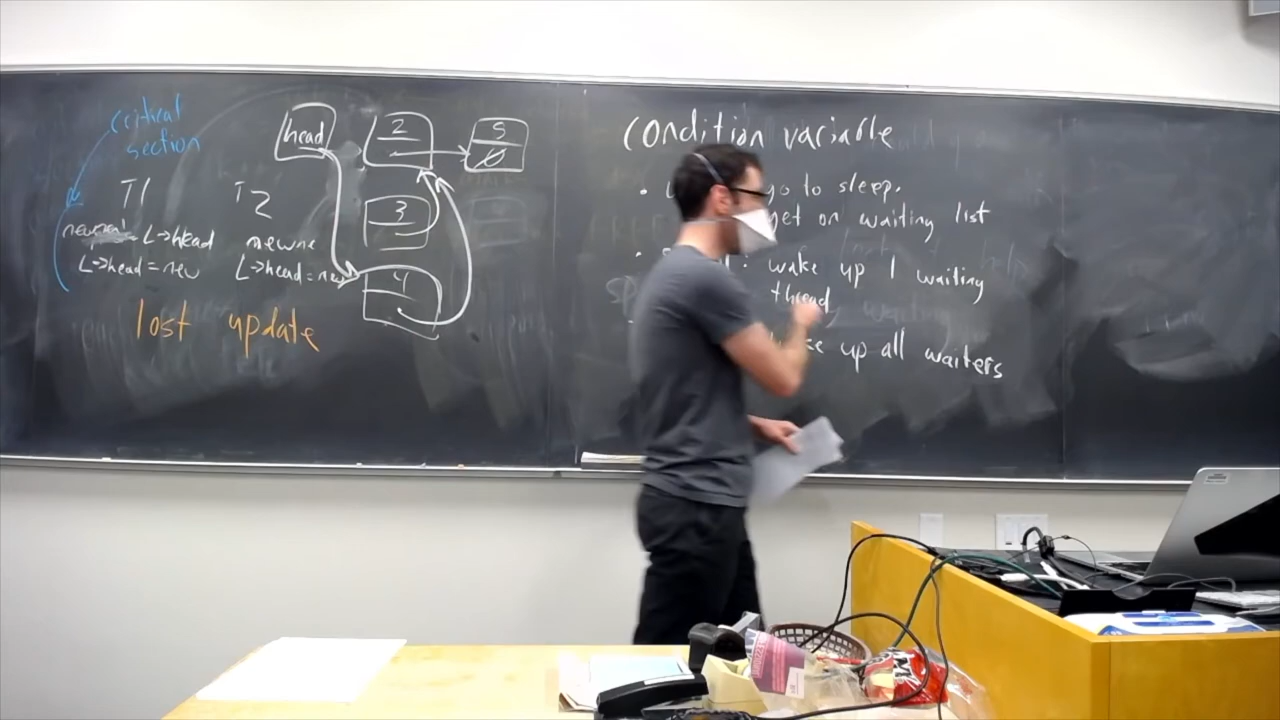 critical
section
T1
T2
L->head
newne
L->head = new
L->head = new
lost update
head
2
5
3
4
condition variable
go to sleep.
get on waiting list
wake up 1 waiting
thread
up all waiters